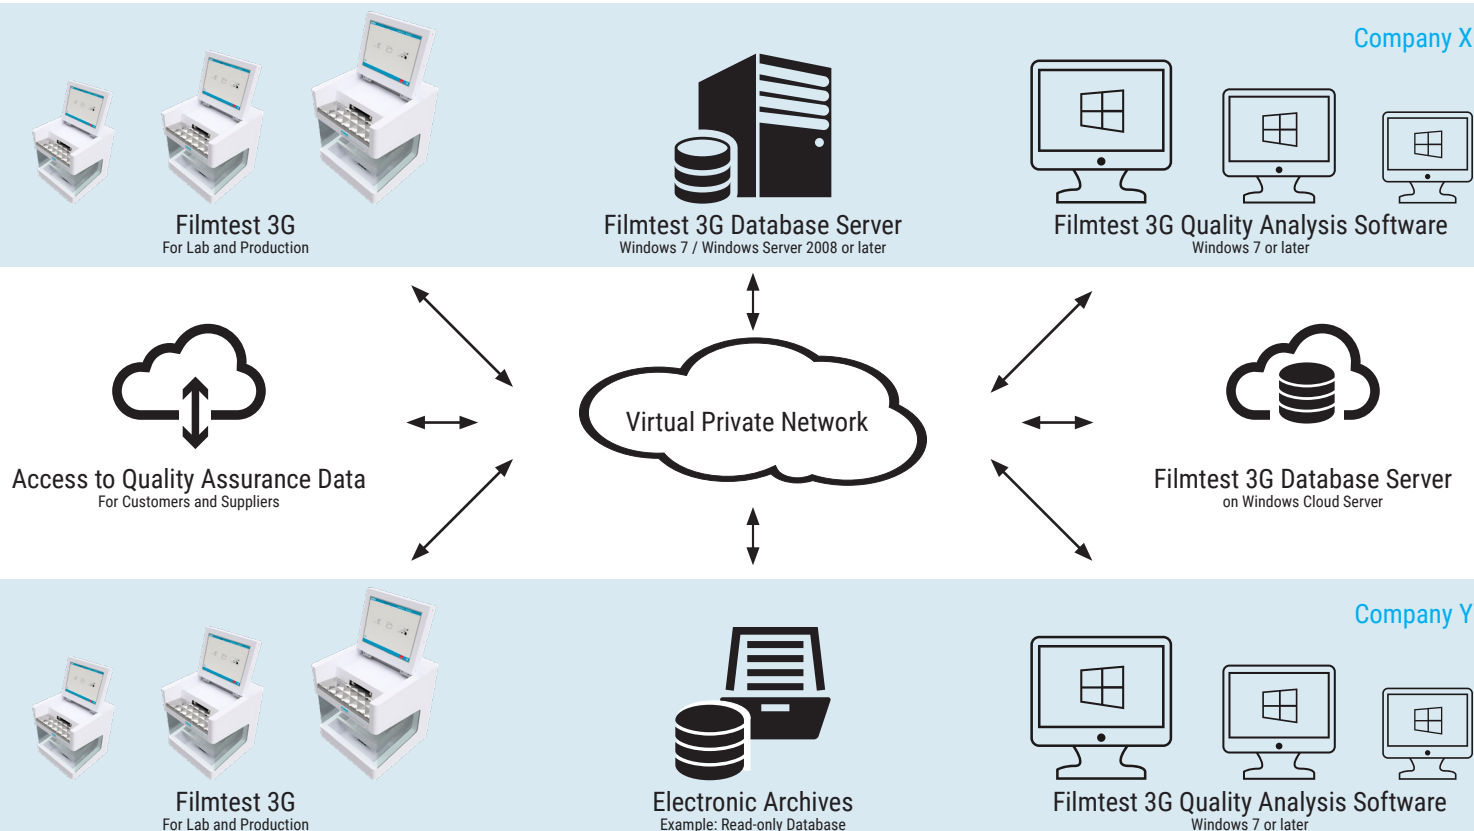 Company X
Filmtest 3G
For Lab and Production
Filmtest 3G Database Server
Windows 7 / Windows Server 2008 or later
Filmtest 3G Quality Analysis Software
Windows 7 or later
Virtual Private Network
Access to Quality Assurance Data
For Customers and Suppliers
Filmtest 3G Database Server
on Windows Cloud Server
Company Y
Filmtest 3G
For Lab and Production
Electronic Archives
Example: Read-only Database
Filmtest 3G Quality Analysis Software
Windows 7 or later